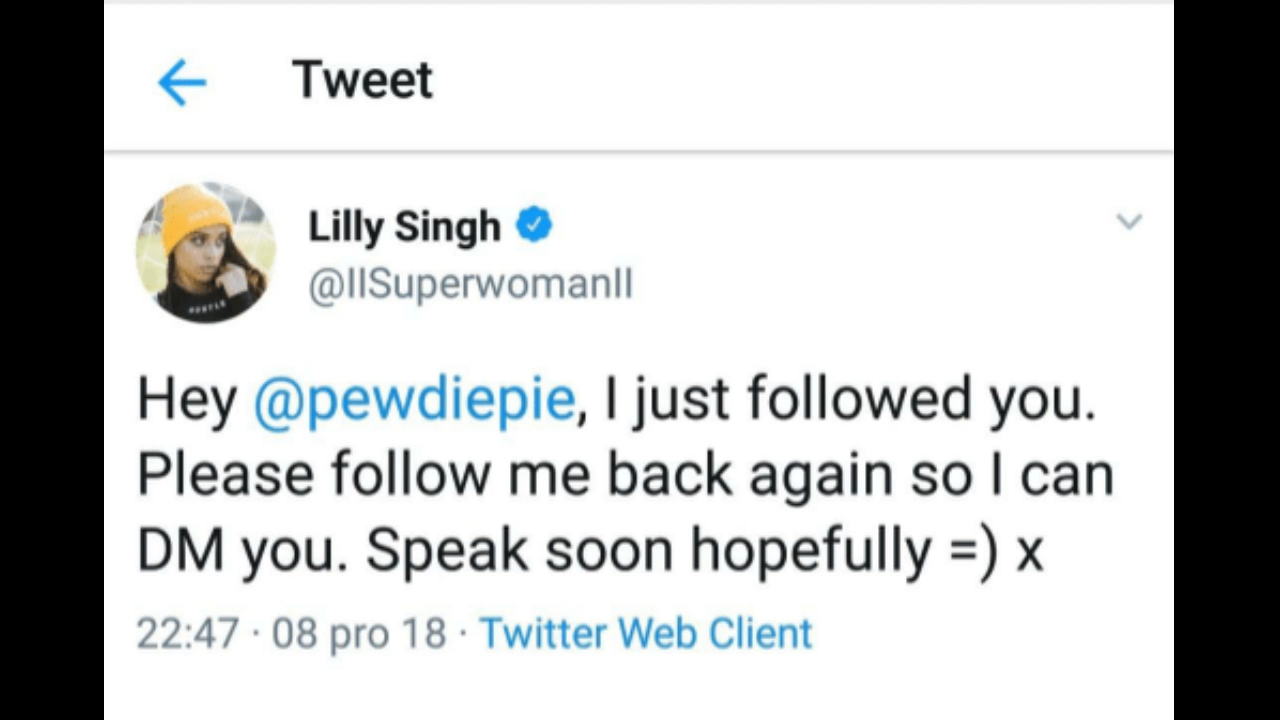 Tweet
Lilly Singh
@IISuperwomanII
Hey @pewdiepie, I just followed you.
Please follow me back again so I can
DM you. Speak soon hopefully =) x
22:47 · 08 pro 18 · Twitter Web Client